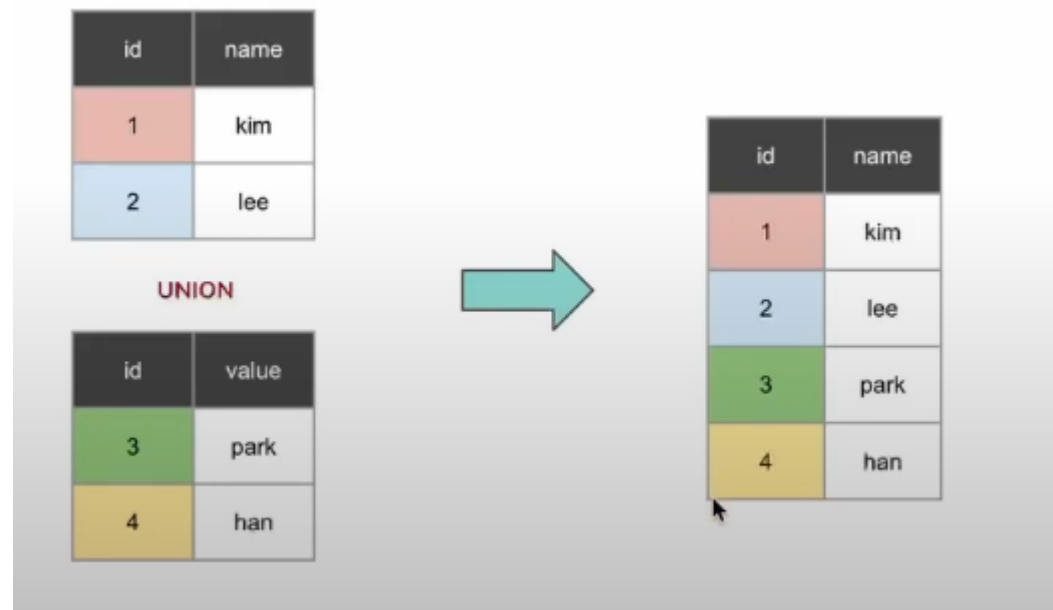 id name
1 kim
2 lee
UNION
id value
3 park
4 han
id name
1 kim
2 lee
3 park
4 han